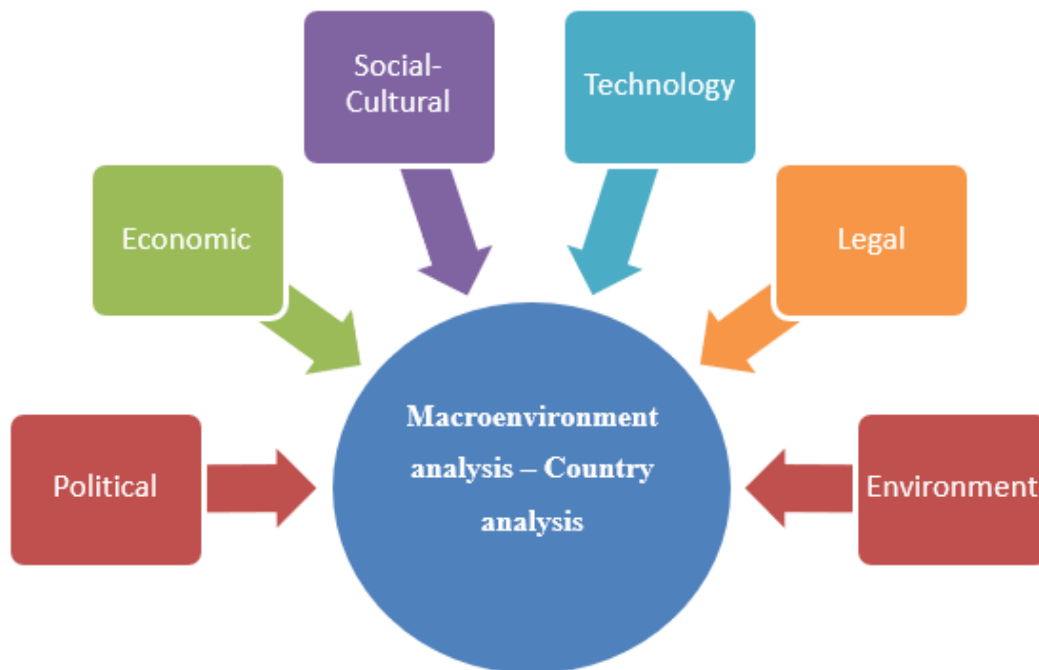 Social-
Cultural
Technology
Economic
Legal
Political
Macroenvironment
analysis – Country
analysis
Environment